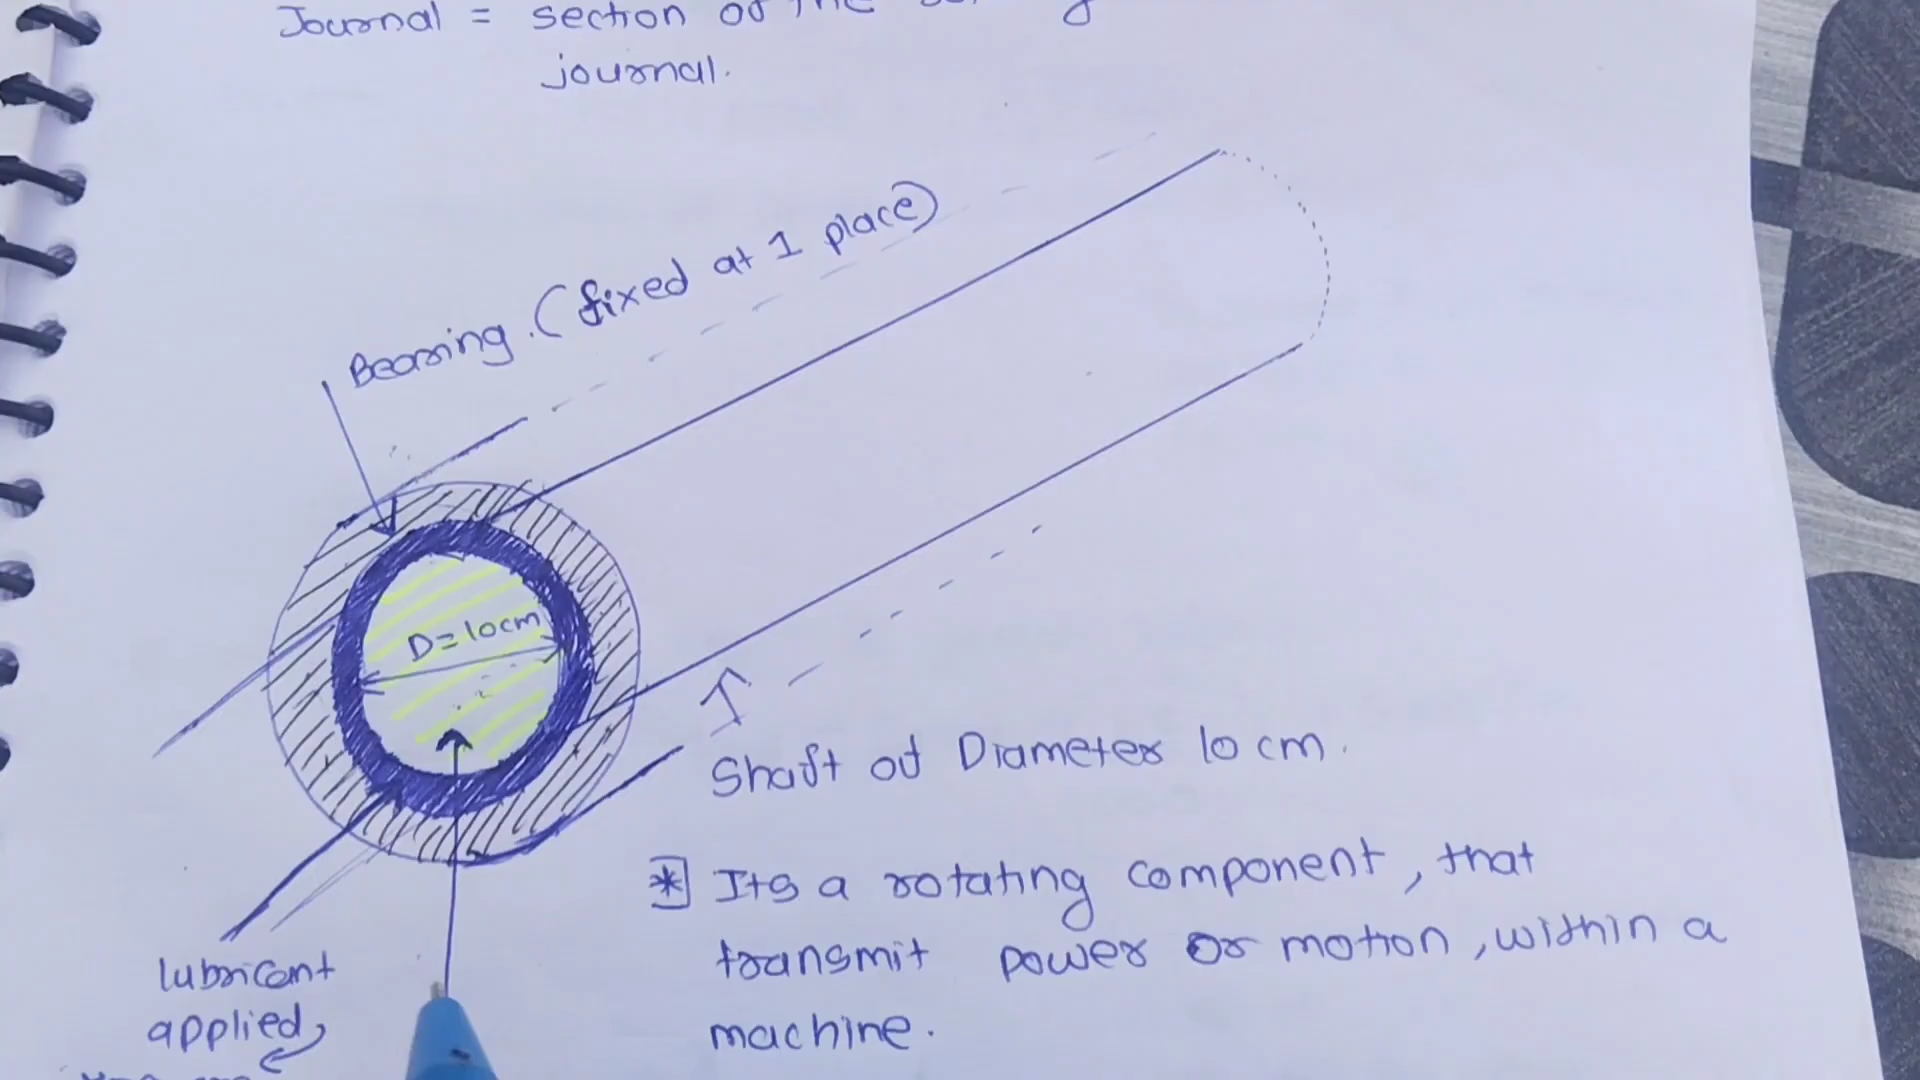 Journal = section of the
journal.
Bearing. (fixed at 1 place)
D=10cm
Shaft of Diameter 10 cm.
* Its a rotating component, that
transmit power or motion, within a
machine.
lubricant
applied,